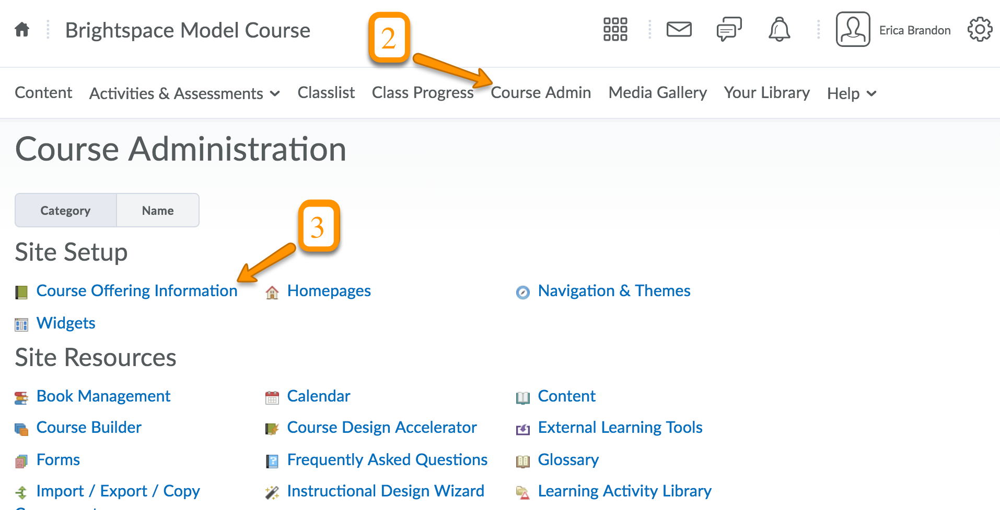 Brightspace Model Course
2
Erica Brandon
Content Activities & Assessments Classlist Class Progress Course Admin Media Gallery Your Library Help
Course Administration
Category Name
3
Site Setup
Course Offering Information Homepages Navigation & Themes
Widgets
Site Resources
Book Management Calendar Content
Course Builder Course Design Accelerator External Learning Tools
Forms Frequently Asked Questions Glossary
Import / Export / Copy Instructional Design Wizard Learning Activity Library